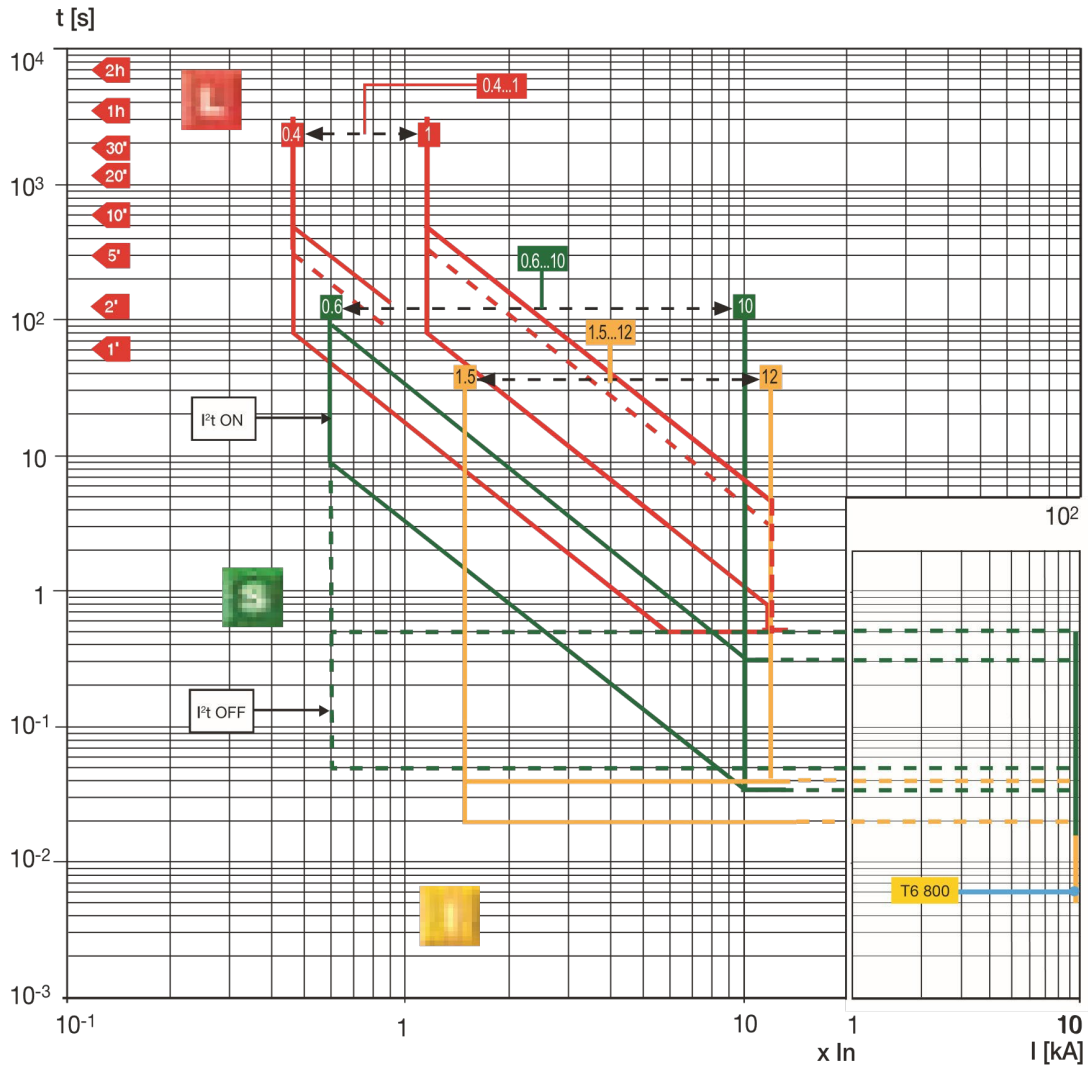 t [s]
10⁴
2h
L
0.4...1
1h
0.4
1
30'
20'
10³
10'
5'
0.6...10
2'
0.6
10
10²
1.5...12
1'
1.5
12
I²t ON
10
10²
1
S
I²t OFF
10⁻¹
10⁻²
T6 800
I
10⁻³
10⁻¹
1
10
1
10
x In
I [kA]